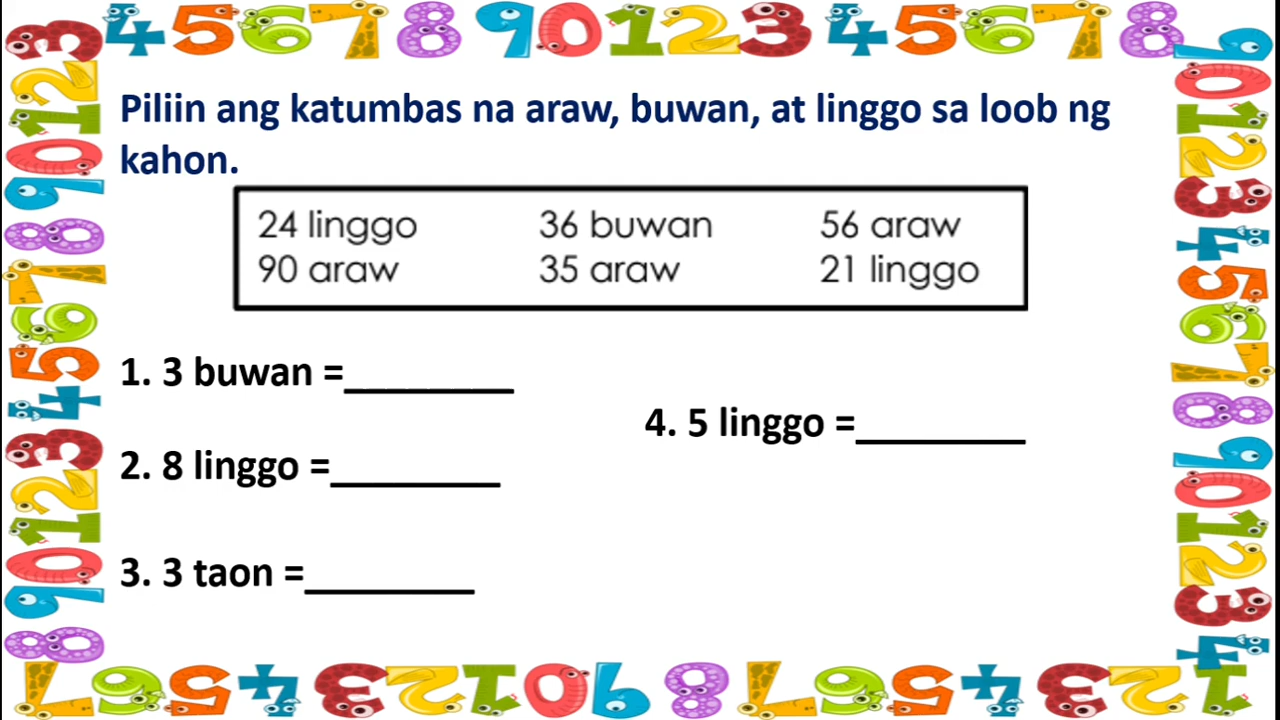 Piliin ang katumbas na araw, buwan, at linggo sa loob ng
kahon.
24 linggo 36 buwan 56 araw
90 araw 35 araw 21 linggo
1. 3 buwan =________
4. 5 linggo =________
2. 8 linggo =________
3. 3 taon =________